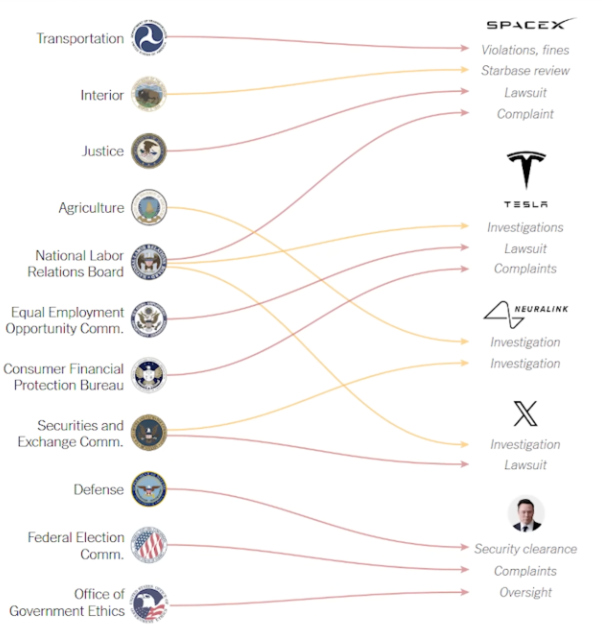 Transportation
Interior
Justice
Agriculture
National Labor
Relations Board
Equal Employment
Opportunity Comm.
Consumer Financial
Protection Bureau
Securities and
Exchange Comm.
Defense
Federal Election
Comm.
Office of
Government Ethics
SPACEX
Violations, fines
Starbase review
Lawsuit
Complaint
TESLA
Investigations
Lawsuit
Complaints
NEURALINK
Investigation
Investigation
X
Investigation
Lawsuit
Security clearance
Complaints
Oversight